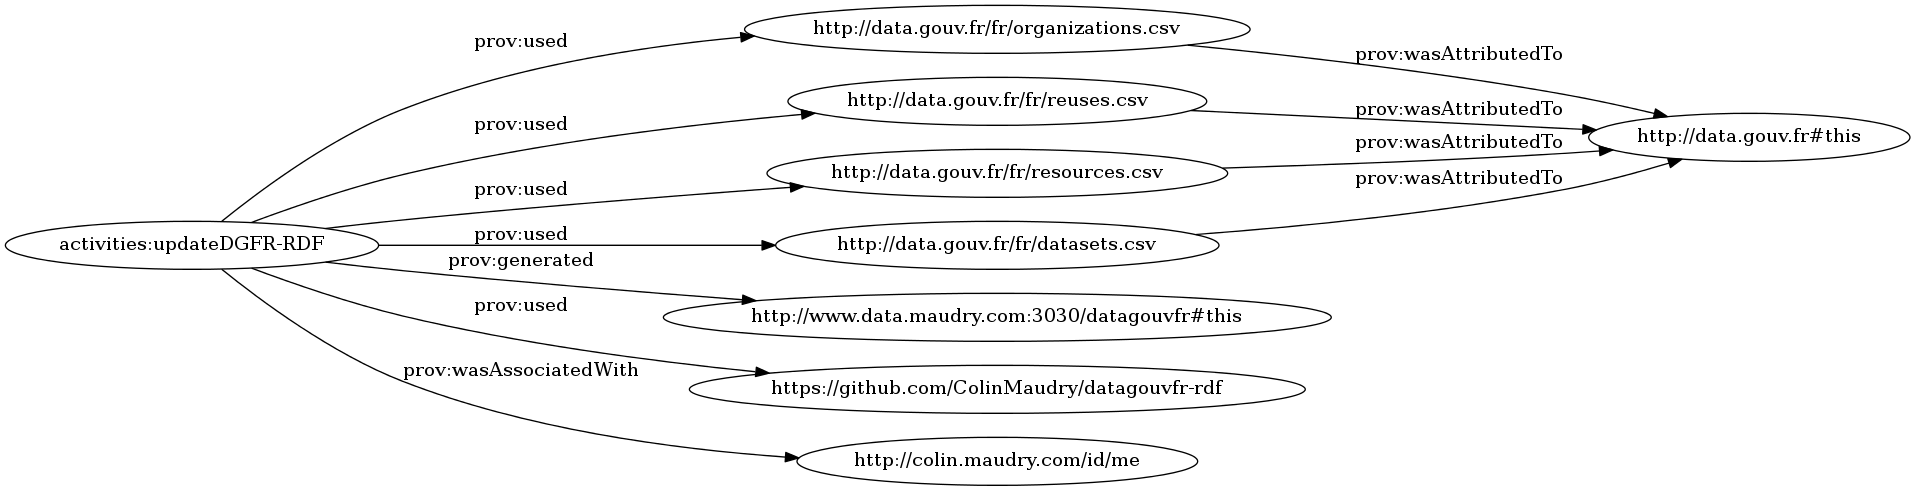 http://data.gouv.fr/fr/organizations.csv
prov:used
prov:wasAttributedTo
http://data.gouv.fr/fr/reuses.csv
prov:used
prov:wasAttributedTo
http://data.gouv.fr#this
prov:wasAttributedTo
http://data.gouv.fr/fr/resources.csv
prov:used
prov:wasAttributedTo
activities:updateDGFR-RDF
prov:used
http://data.gouv.fr/fr/datasets.csv
prov:generated
prov:used
http://www.data.maudry.com:3030/datagouvfr#this
prov:wasAssociatedWith
https://github.com/ColinMaudry/datagouvfr-rdf
http://colin.maudry.com/id/me